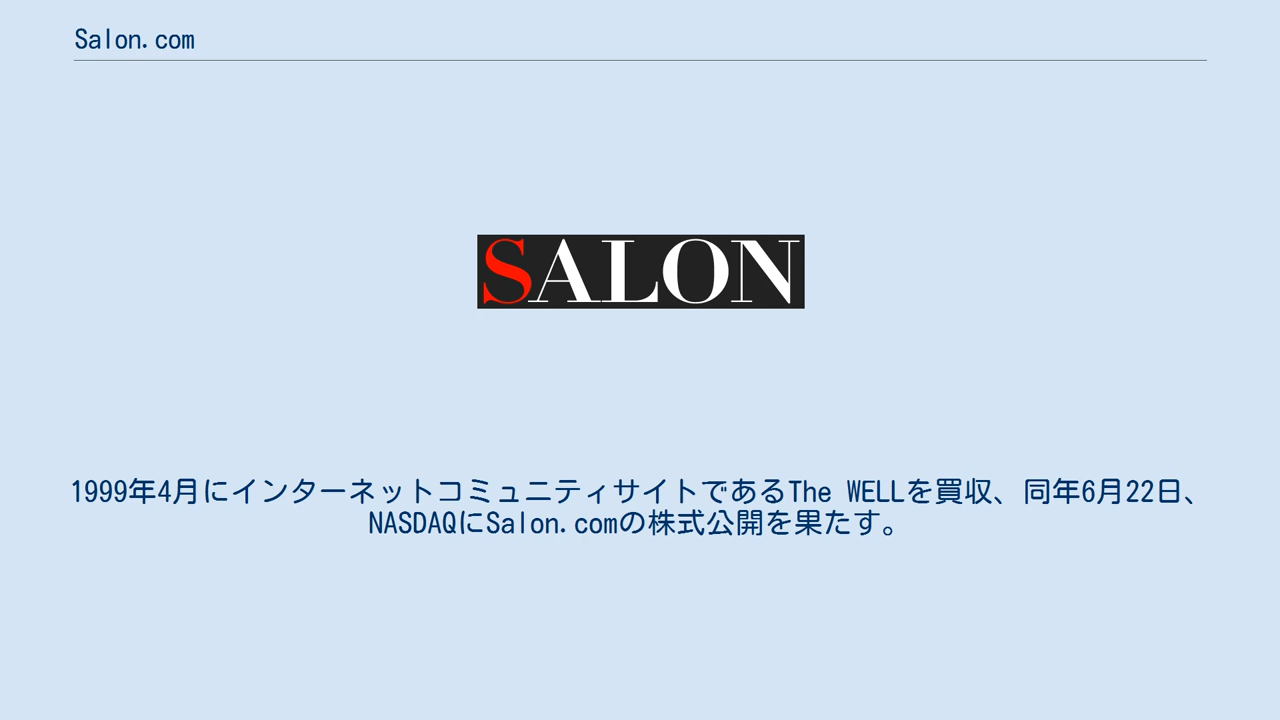 Salon.com
SALON
1999年4月にインターネットコミュニティサイトであるThe WELLを買収、同年6月22日、
NASDAQにSalon.comの株式公開を果たす。